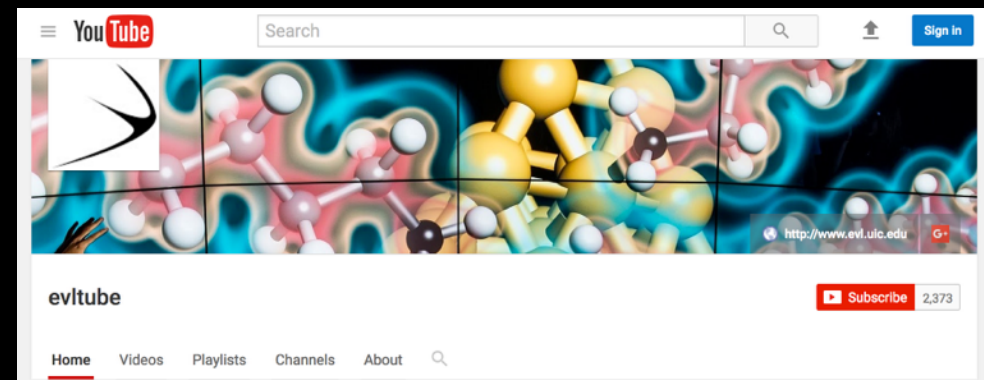 YouTube Search Sign in
http://www.evl.uic.edu G+
evltube
Subscribe 2,373
Home Videos Playlists Channels About